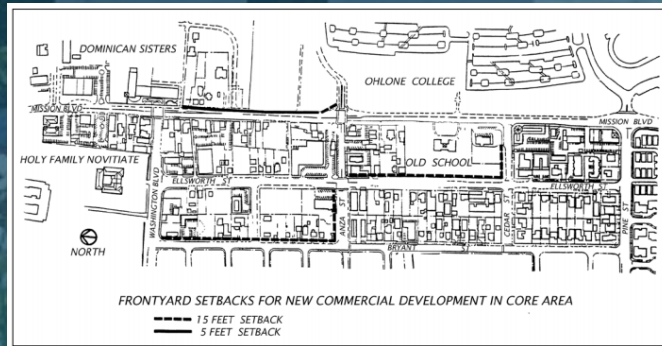 DOMINICAN SISTERS
OHLONE COLLEGE
MISSION BLVD
MISSION BLVD
HOLY FAMILY NOVITIATE
OLD SCHOOL
ELLSWORTH ST
ELLSWORTH ST
WASHINGTON BLVD
ANZA ST
CEDAR ST
PINE ST
BRYANT
NORTH
FRONTYARD SETBACKS FOR NEW COMMERCIAL DEVELOPMENT IN CORE AREA
15 FEET SETBACK
5 FEET SETBACK